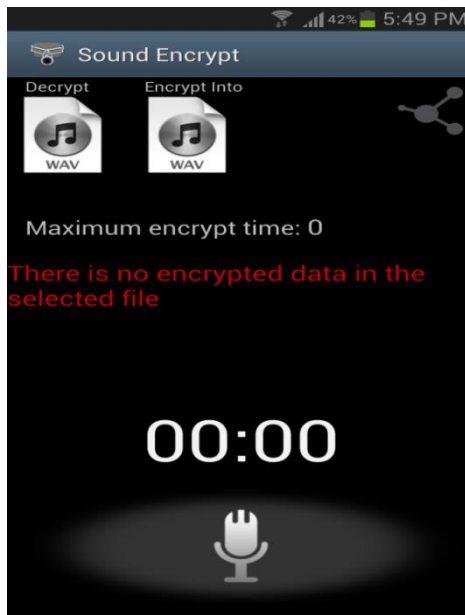 42% 5:49 PM
Sound Encrypt
Decrypt Encrypt Into
WAV WAV
Maximum encrypt time: 0
There is no encrypted data in the
selected file
00:00